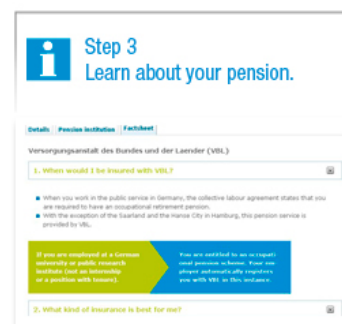 i
Step 3
Learn about your pension.
Details Pension institution Factsheet
Versorgungsanstalt des Bundes und der Laender (VBL)
1. When would I be insured with VBL?
When you work in the public service in Germany, the collective labour agreement states that you
are required to have an occupational retirement pension.
With the exception of the Saarland and the Hanse City in Hamburg, this pension service is
provided by VBL.
If you are employed at a German
university or public research
institute (not an internship
or a position with tenure).
You are entitled to an occupati-
onal pension scheme. Your em-
ployer automatically registers
you with VBL in this instance.
2. What kind of insurance is best for me?